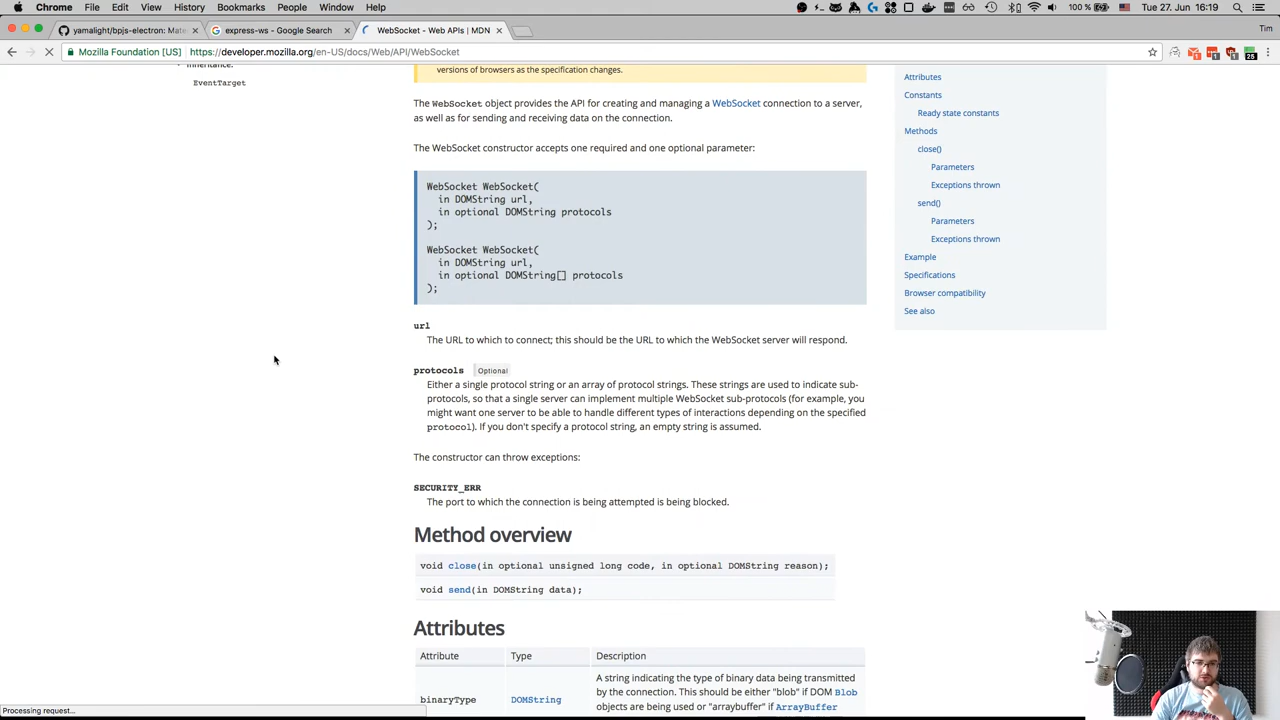 Chrome File Edit View History Bookmarks People Window Help
100 % Tue 27. Jun 16:19
yamalight/bpjs-electron: Mate
express-ws - Google Search
WebSocket - Web APIs | MDN
Tim
Mozilla Foundation [US] https://developer.mozilla.org/en-US/docs/Web/API/WebSocket
Inheritance:
EventTarget
versions of browsers as the specification changes.
The WebSocket object provides the API for creating and managing a WebSocket connection to a server,
as well as for sending and receiving data on the connection.
The WebSocket constructor accepts one required and one optional parameter:
WebSocket WebSocket(
in DOMString url,
in optional DOMString protocols
);
WebSocket WebSocket(
in DOMString url,
in optional DOMString[] protocols
);
url
The URL to which to connect; this should be the URL to which the WebSocket server will respond.
protocols Optional
Either a single protocol string or an array of protocol strings. These strings are used to indicate sub-
protocols, so that a single server can implement multiple WebSocket sub-protocols (for example, you
might want one server to be able to handle different types of interactions depending on the specified
protocol). If you don't specify a protocol string, an empty string is assumed.
The constructor can throw exceptions:
SECURITY_ERR
The port to which the connection is being attempted is being blocked.
Method overview
void close(in optional unsigned long code, in optional DOMString reason);
void send(in DOMString data);
Attributes
Attribute Type Description
binaryType DOMString
A string indicating the type of binary data being transmitted
by the connection. This should be either "blob" if DOM Blob
objects are being used or "arraybuffer" if ArrayBuffer
Attributes
Constants
Ready state constants
Methods
close()
Parameters
Exceptions thrown
send()
Parameters
Exceptions thrown
Example
Specifications
Browser compatibility
See also
Processing request...